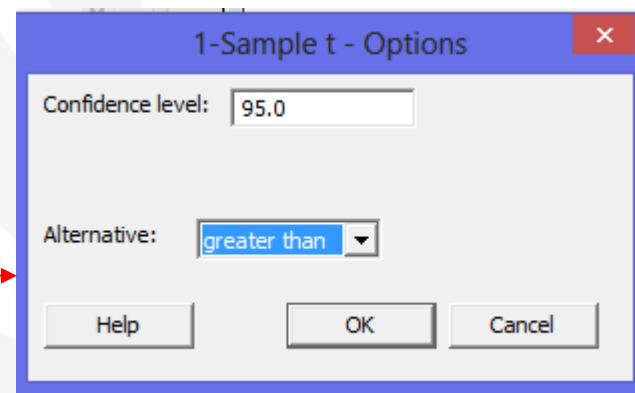 1-Sample t - Options
Confidence level: 95.0
Alternative: greater than
Help OK Cancel